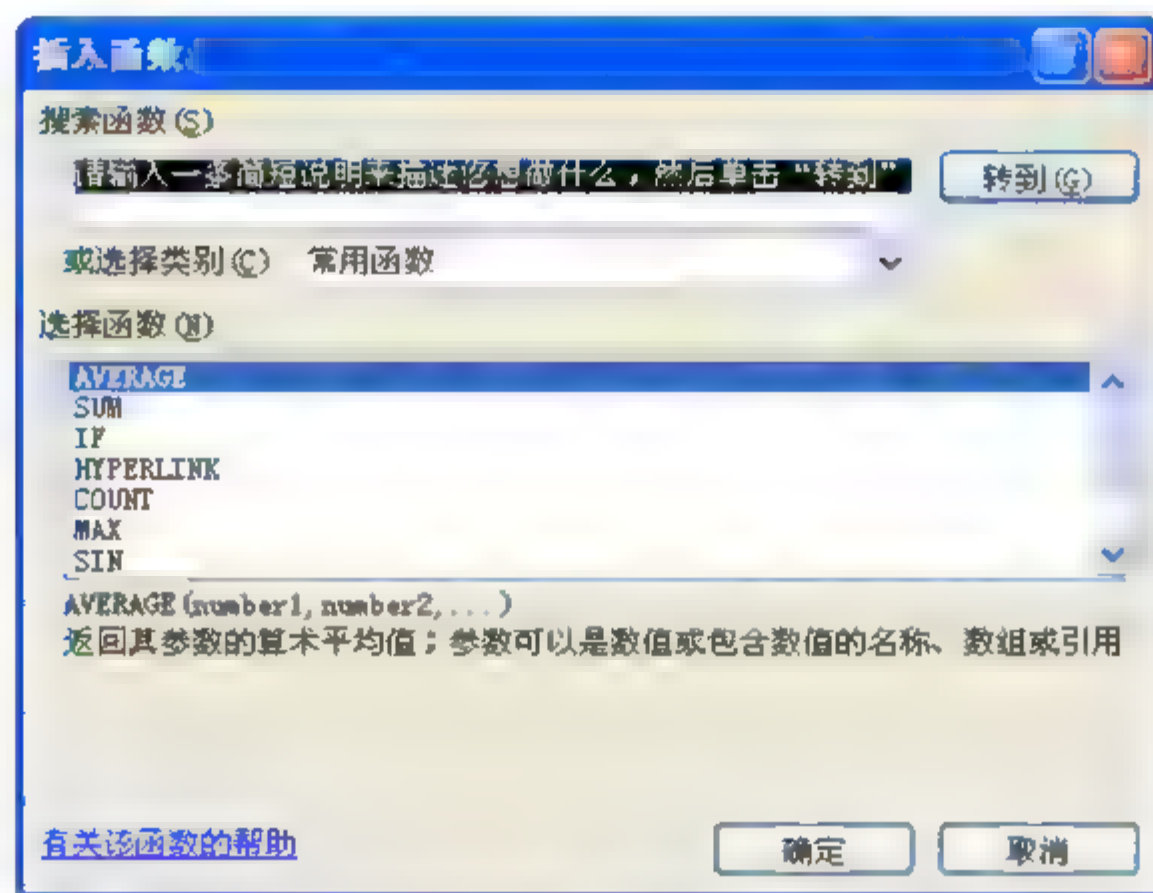 插入函数
搜索函数(S)
请输入一条简短说明来描述您想做什么，然后单击“转到”
转到(G)
或选择类别(C) 常用函数
选择函数(N)
AVERAGE
SUM
IF
HYPERLINK
COUNT
MAX
SIN
AVERAGE(number1,number2,...)
返回其参数的算术平均值；参数可以是数值或包含数值的名称、数组或引用
有关该函数的帮助
确定
取消